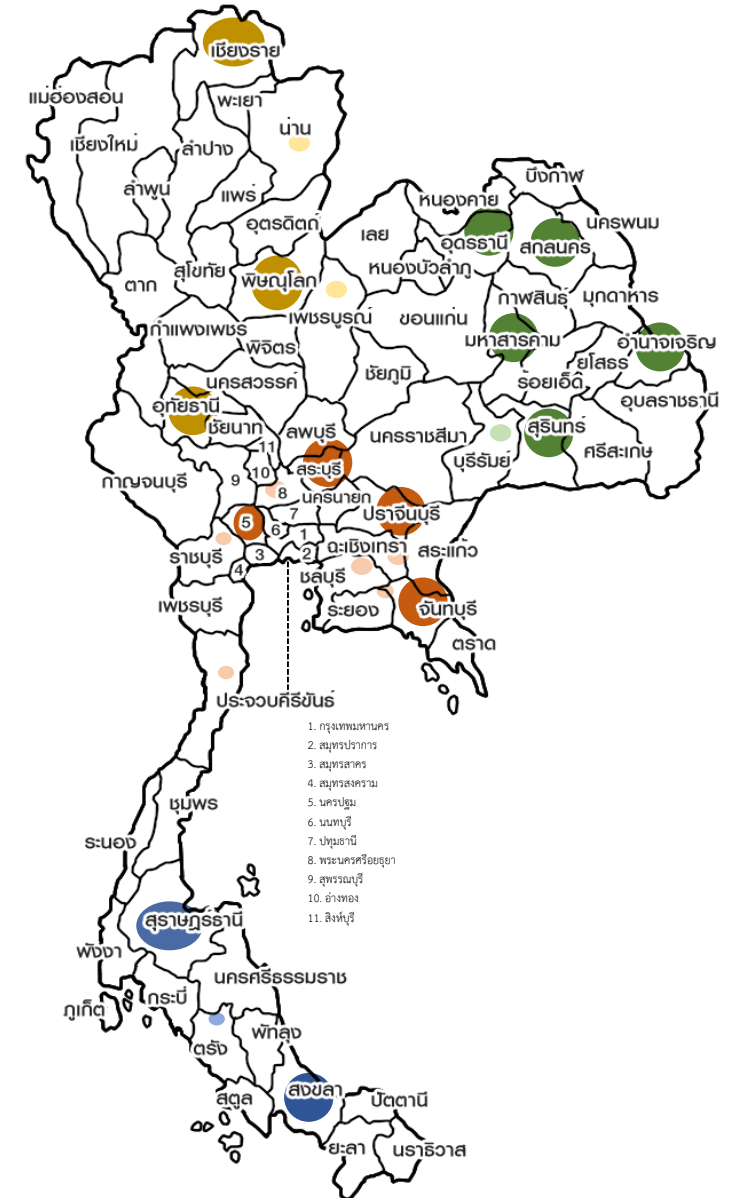 เชียงราย
แม่ฮ่องสอน
พะเยา
น่าน
เชียงใหม่
ลำปาง
ลำพูน
แพร่
อุตรดิตถ์
บึงกาฬ
หนองคาย
นครพนม
เลย
อุดรธานี
สกลนคร
ตาก
สุโขทัย
พิษณุโลก
หนองบัวลำภู
กาฬสินธุ์
มุกดาหาร
กำแพงเพชร
เพชรบูรณ์
ขอนแก่น
พิจิตร
มหาสารคาม
อำนาจเจริญ
ยโสธร
นครสวรรค์
ชัยภูมิ
ร้อยเอ็ด
อุทัยธานี
อุบลราชธานี
ชัยนาท
ลพบุรี
นครราชสีมา
สุรินทร์
11
ศรีสะเกษ
บุรีรัมย์
กาญจนบุรี
9
10
สระบุรี
8
นครนายก
7
ปราจีนบุรี
5
6
1
ราชบุรี
3
2
ฉะเชิงเทรา
สระแก้ว
4
ชลบุรี
เพชรบุรี
ระยอง
จันทบุรี
ตราด
ประจวบคีรีขันธ์
1. กรุงเทพมหานคร
2. สมุทรปราการ
3. สมุทรสาคร
4. สมุทรสงคราม
5. นครปฐม
6. นนทบุรี
7. ปทุมธานี
8. พระนครศรีอยธุยา
9. สุพรรณบุรี
10. อ่างทอง
11. สิงห์บุรี
ชุมพร
ระนอง
สุราษฎร์ธานี
พังงา
นครศรีธรรมราช
กระบี่
ภูเก็ต
ตรัง
พัทลุง
สตูล
สงขลา
ปัตตานี
ยะลา
นราธิวาส